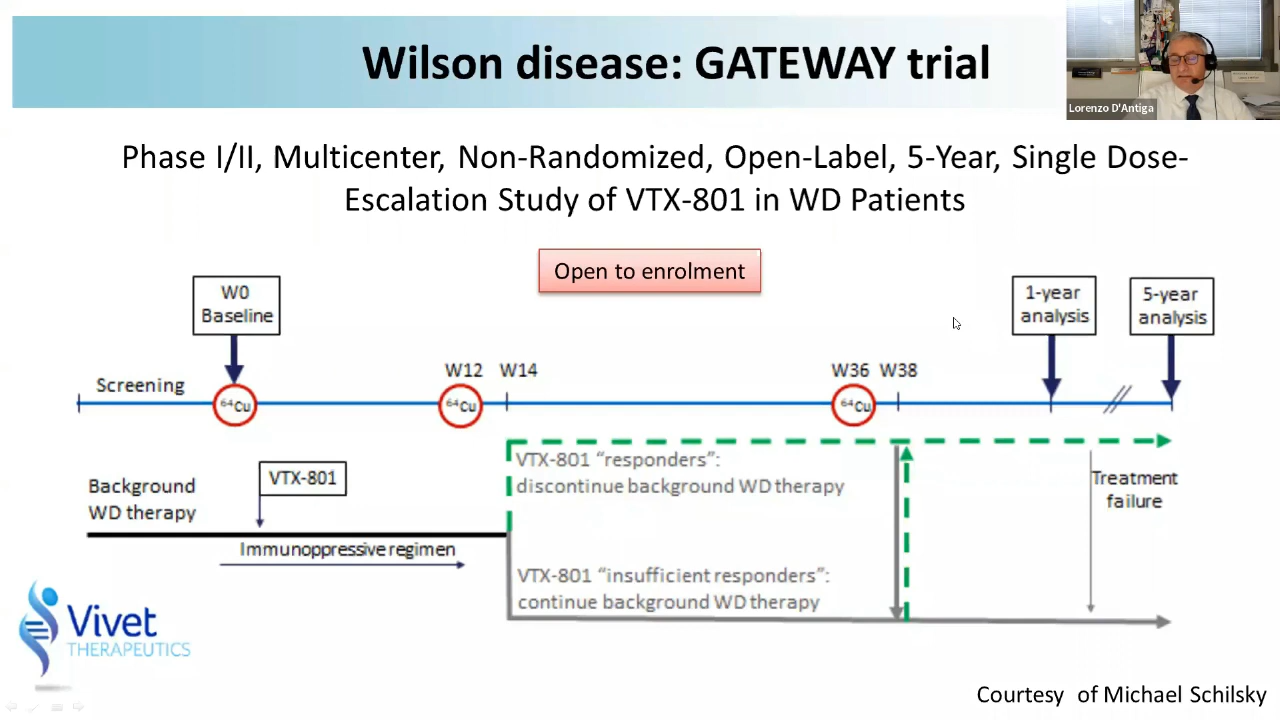 Wilson disease: GATEWAY trial
Lorenzo D'Antiga
Phase I/II, Multicenter, Non-Randomized, Open-Label, 5-Year, Single Dose-
Escalation Study of VTX-801 in WD Patients
Open to enrolment
W0
Baseline
1-year
analysis
5-year
analysis
Screening
W12
W14
W36
W38
⁶⁴Cu
⁶⁴Cu
⁶⁴Cu
Background
WD therapy
VTX-801
Immunoppressive regimen
VTX-801 “responders”:
discontinue background WD therapy
VTX-801 “insufficient responders”:
continue background WD therapy
Treatment
failure
Vivet
THERAPEUTICS
Courtesy of Michael Schilsky